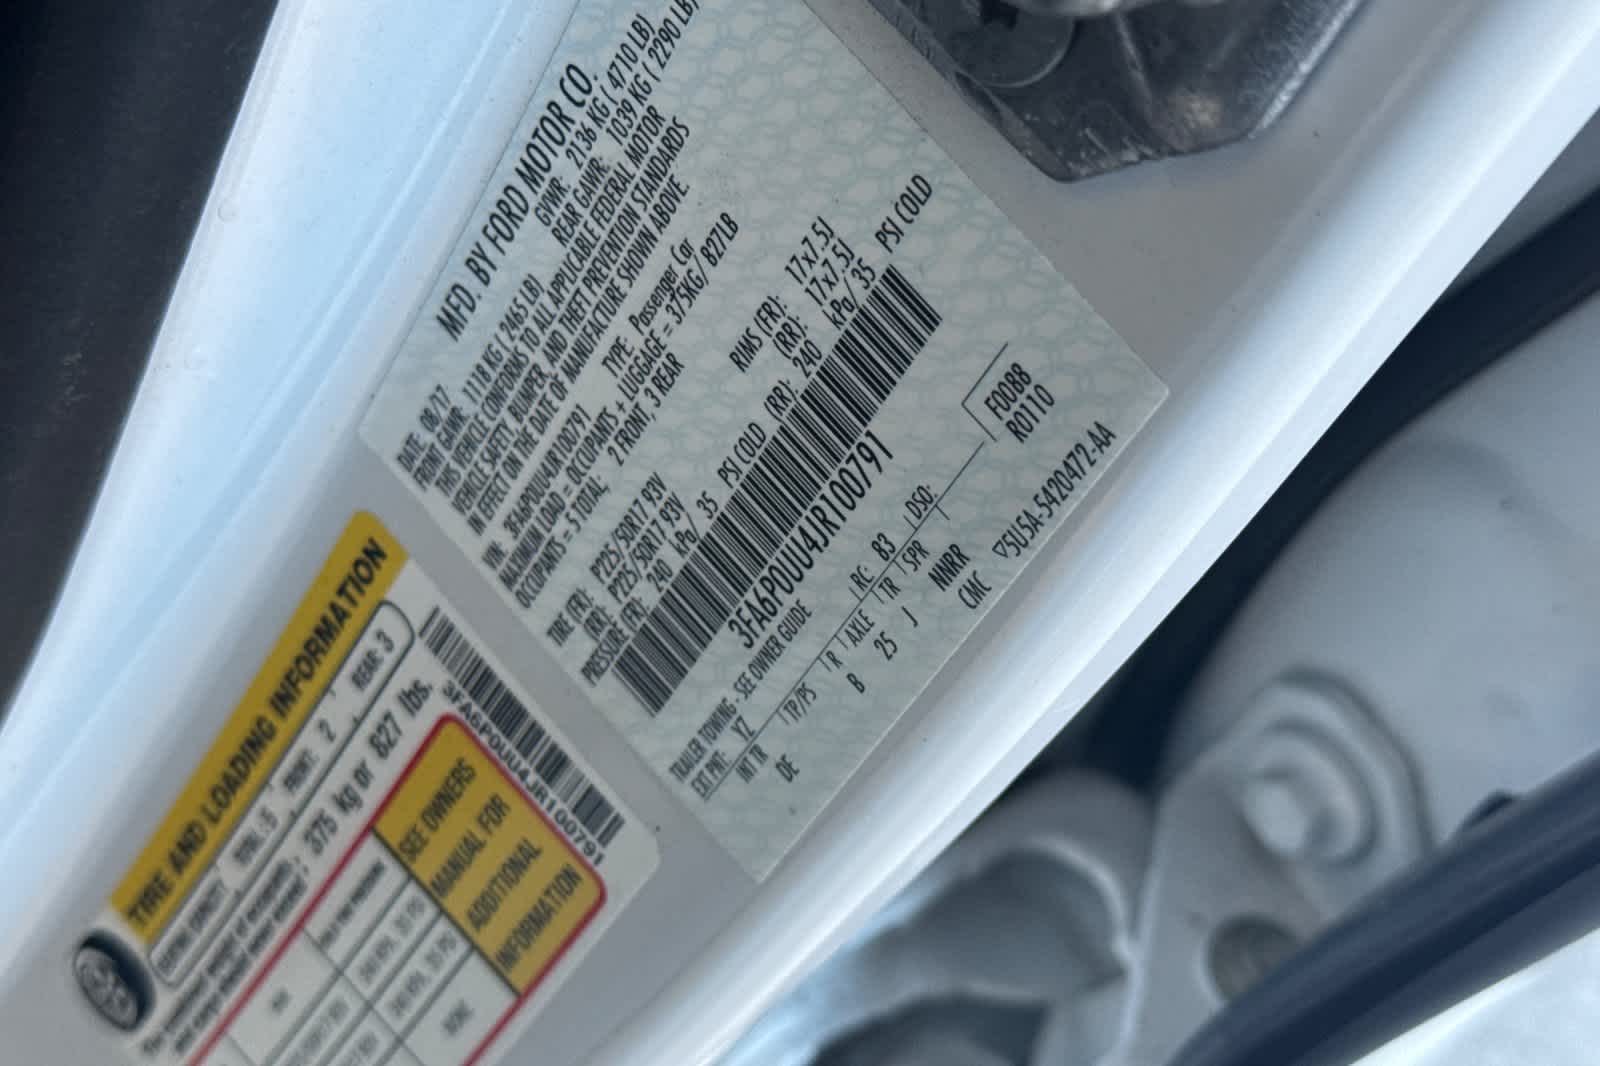 MFD. BY FORD MOTOR CO.
DATE: 08/17 GVWR: 2136 KG ( 4710 LB)
FRONT GAWR: 1118 KG ( 2465 LB) REAR GAWR: 1039 KG ( 2290 LB)
THIS VEHICLE CONFORMS TO ALL APPLICABLE FEDERAL MOTOR
VEHICLE SAFETY, BUMPER, AND THEFT PREVENTION STANDARDS
IN EFFECT ON THE DATE OF MANUFACTURE SHOWN ABOVE.
VIN: 3FA6P0UU4JR100791 TYPE: Passenger Car
MAXIMUM LOAD = OCCUPANTS + LUGGAGE = 375KG/ 827LB
OCCUPANTS = 5 TOTAL; 2 FRONT, 3 REAR
TIRE (FR): P225/50R17 93V RIMS (FR): 17x7.5J
(RR): P225/50R17 93V (RR): 17x7.5J
PRESSURE (FR): 240 kPa/ 35 PSI COLD (RR): 240 kPa/ 35 PSI COLD
3FA6P0UU4JR100791
F00B8
R0110
TRAILER TOWING - SEE OWNER GUIDE
EXT PNT: YZ RC: 83 DSO:
INT TR TP/PS R AXLE TR SPR
DE B 25 J NNRR
CMC 5U5A-5420472-AA
TIRE AND LOADING INFORMATION
SEATING CAPACITY TOTAL: 5 FRONT: 2 REAR: 3
375 kg or 827 lbs.
3FA6P0UU4JR100791
SEE OWNERS
MANUAL FOR
ADDITIONAL
INFORMATION